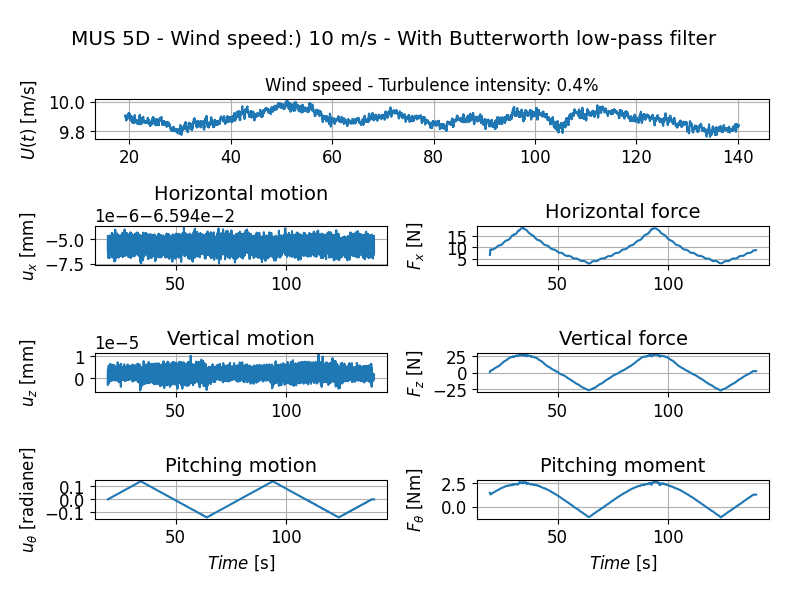 MUS 5D - Wind speed:) 10 m/s - With Butterworth low-pass filter
Wind speed - Turbulence intensity: 0.4%
U(t) [m/s]
10.0
9.8
20 40 60 80 100 120 140
Horizontal motion
1e−6−6.594e−2
u_x [mm]
−5.0
−7.5
50 100
Horizontal force
F_x [N]
15
10
5
50 100
Vertical motion
1e−5
u_z [mm]
1
0
50 100
Vertical force
F_z [N]
25
0
−25
50 100
Pitching motion
u_θ [radianer]
0.1
0.0
−0.1
50 100
Time [s]
Pitching moment
F_θ [Nm]
2.5
0.0
50 100
Time [s]